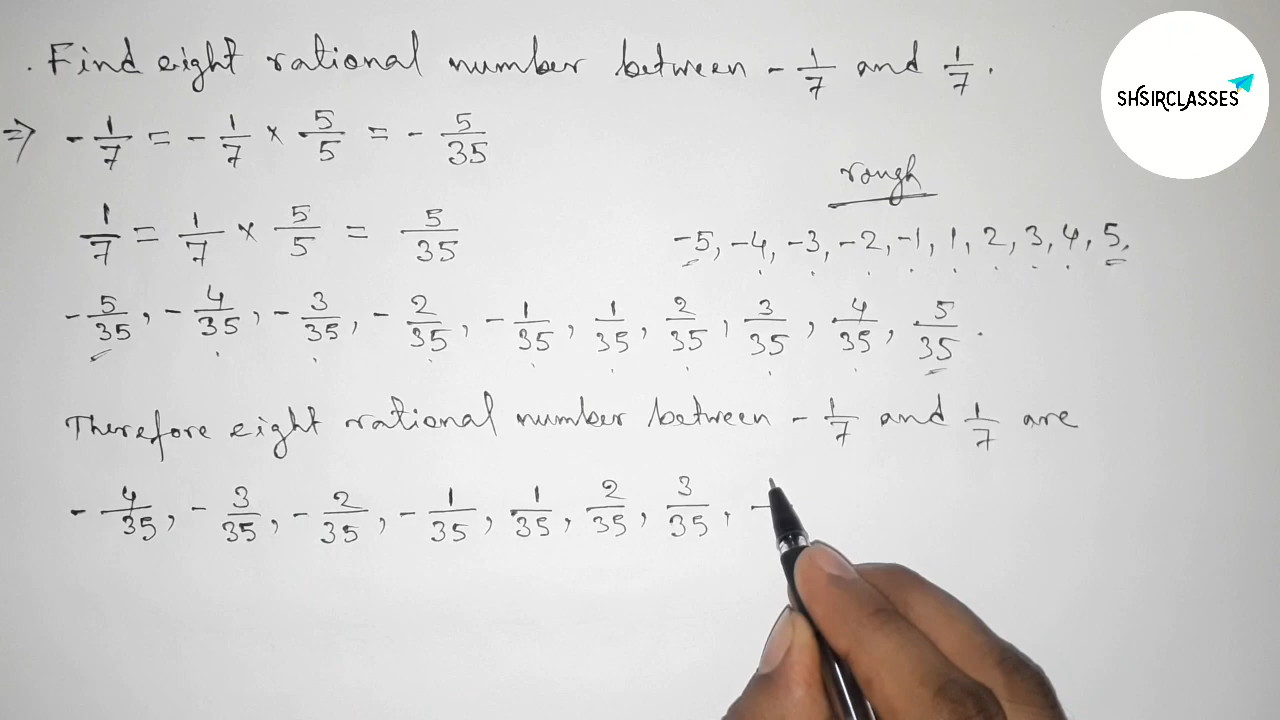 . Find eight rational number between - 1/7 and 1/7 .
SHSIRCLASSES
⇒ - 1/7 = - 1/7 × 5/5 = - 5/35
rough
1/7 = 1/7 × 5/5 = 5/35
-5, -4, -3, -2, -1, 1, 2, 3, 4, 5,
- 5/35, - 4/35, - 3/35, - 2/35, - 1/35, 1/35, 2/35, 3/35, 4/35, 5/35 .
Therefore eight rational number between - 1/7 and 1/7 are
- 4/35, - 3/35, - 2/35, - 1/35, 1/35, 2/35, 3/35,